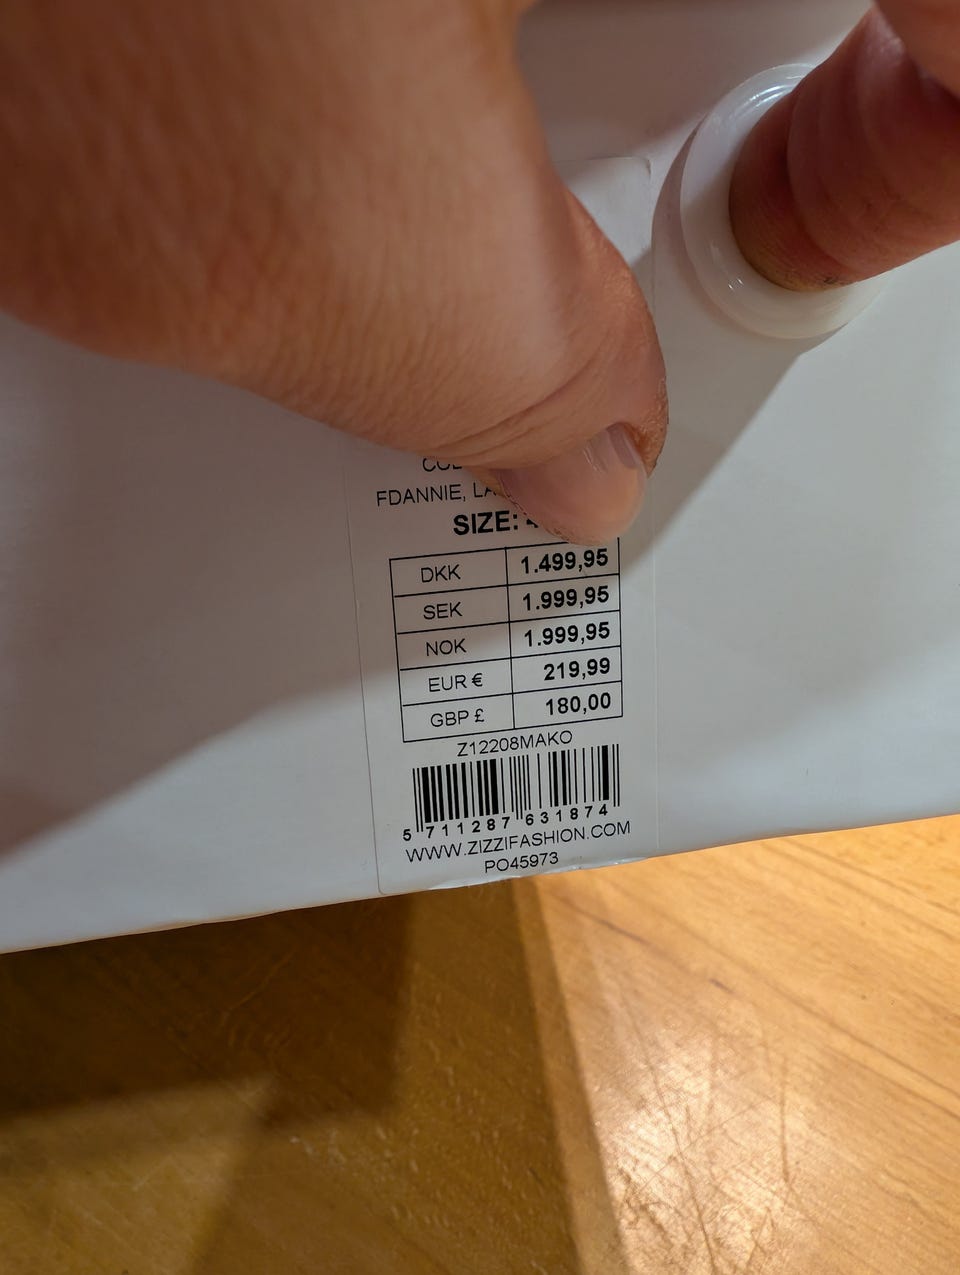 FDANNIE,
SIZE:
DKK 1.499,95
SEK 1.999,95
NOK 1.999,95
EUR € 219,99
GBP £ 180,00
Z12208MAKO
5 711287 631874
WWW.ZIZZIFASHION.COM
PO45973